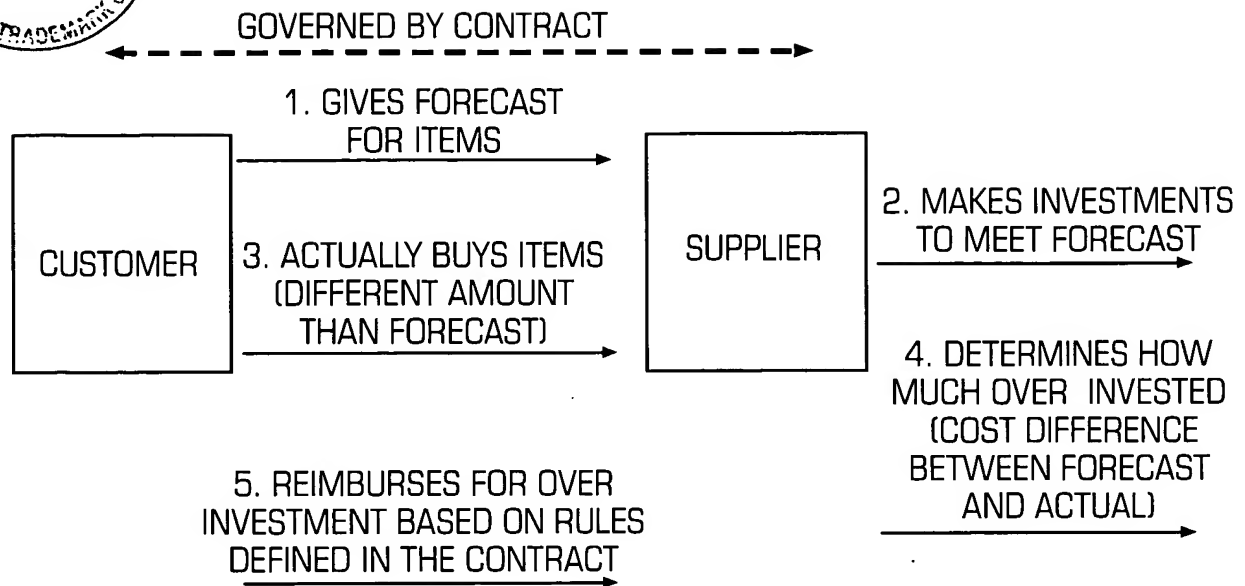 TRADEMARK
GOVERNED BY CONTRACT
1. GIVES FORECAST
FOR ITEMS
CUSTOMER
3. ACTUALLY BUYS ITEMS
(DIFFERENT AMOUNT
THAN FORECAST)
SUPPLIER
2. MAKES INVESTMENTS
TO MEET FORECAST
4. DETERMINES HOW
MUCH OVER INVESTED
(COST DIFFERENCE
BETWEEN FORECAST
AND ACTUAL)
5. REIMBURSES FOR OVER
INVESTMENT BASED ON RULES
DEFINED IN THE CONTRACT